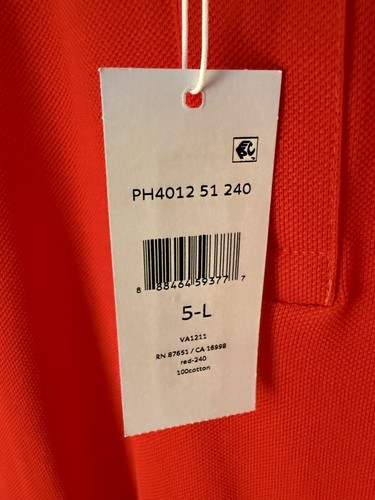 PH4012 51 240
8 88464 59377 7
5-L
VA1211
RN 87651 / CA 16998
red-240
100cotton